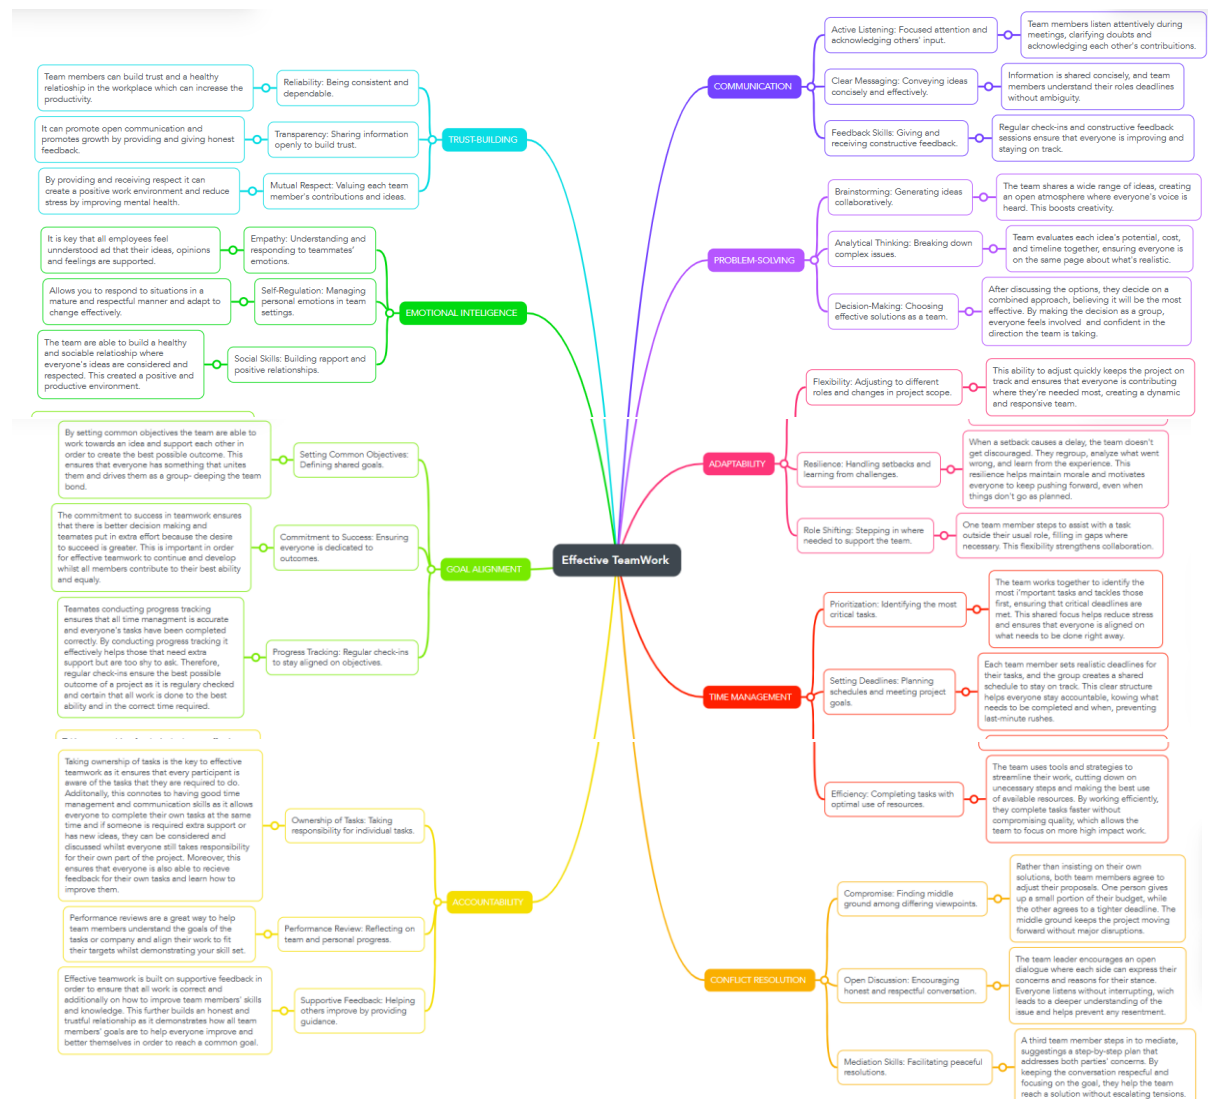 Effective TeamWork
COMMUNICATION
Active Listening: Focused attention and
acknowledging others' input.
Team members listen attentively during
meetings, clarifying doubts and
acknowledging each other's contribuitions.
Clear Messaging: Conveying ideas
concisely and effectively.
Information is shared concisely, and team
members understand their roles deadlines
without ambiguity.
Feedback Skills: Giving and
receiving constructive feedback.
Regular check-ins and constructive feedback
sessions ensure that everyone is improving and
staying on track.
PROBLEM-SOLVING
Brainstorming: Generating ideas
collaboratively.
The team shares a wide range of ideas, creating
an open atmosphere where everyone's voice is
heard. This boosts creativity.
Analytical Thinking: Breaking down
complex issues.
Team evaluates each idea's potential, cost,
and timeline together, ensuring everyone is
on the same page about what's realistic.
Decision-Making: Choosing
effective solutions as a team.
After discussing the options, they decide on a
combined approach, believing it will be the most
effective. By making the decision as a group,
everyone feels involved and confident in the
direction the team is taking.
ADAPTABILITY
Flexibility: Adjusting to different
roles and changes in project scope.
This ability to adjust quickly keeps the project on
track and ensures that everyone is contributing
where they're needed most, creating a dynamic
and responsive team.
Resilience: Handling setbacks and
learning from challenges.
When a setback causes a delay, the team doesn't
get discouraged. They regroup, analyze what went
wrong, and learn from the experience. This
resilience helps maintain morale and motivates
everyone to keep pushing forward, even when
things don't go as planned.
Role Shifting: Stepping in where
needed to support the team.
One team member steps to assist with a task
outside their usual role, filling in gaps where
necessary. This flexibility strengthens collaboration.
TIME MANAGEMENT
Prioritization: Identifying the most
critical tasks.
The team works together to identify the
most i'mportant tasks and tackles those
first, ensuring that critical deadlines are
met. This shared focus helps reduce stress
and ensures that everyone is aligned on
what needs to be done right away.
Setting Deadlines: Planning
schedules and meeting project
goals.
Each team member sets realistic deadlines for
their tasks, and the group creates a shared
schedule to stay on track. This clear structure
helps everyone stay accountable, kowing what
needs to be completed and when, preventing
last-minute rushes.
Efficiency: Completing tasks with
optimal use of resources.
The team uses tools and strategies to
streamline their work, cutting down on
unnecessary steps and making the best use
of available resources. By working efficiently,
they complete tasks faster without
compromising quality, which allows the
team to focus on more high impact work.
CONFLICT RESOLUTION
Compromise: Finding middle
ground among differing viewpoints.
Rather than insisting on their own
solutions, both team members agree to
adjust their proposals. One person gives
up a small portion of their budget, while
the other agrees to a tighter deadline. The
middle ground keeps the project moving
forward without major disruptions.
Open Discussion: Encouraging
honest and respectful conversation.
The team leader encourages an open
dialogue where each side can express their
concerns and reasons for their stance.
Everyone listens without interrupting, wich
leads to a deeper understanding of the
issue and helps prevent any resentment.
Mediation Skills: Facilitating peaceful
resolutions.
A third team member steps in to mediate,
suggesting a step-by-step plan that
addresses both parties' concerns. By
keeping the conversation respecful and
focusing on the goal, they help the team
reach a solution without escalating tensions.
TRUST-BUILDING
Reliability: Being consistent and
dependable.
Team members can build trust and a healthy
relatioship in the workplace which can increase the
productivity.
Transparency: Sharing information
openly to build trust.
It can promote open communication and
promotes growth by providing and giving honest
feedback.
Mutual Respect: Valuing each team
member's contributions and ideas.
By providing and receiving respect it can
create a positive work environment and reduce
stress by improving mental health.
EMOTIONAL INTELIGENCE
Empathy: Understanding and
responding to teammates'
emotions.
It is key that all employees feel
unnderstood ad that their ideas, opinions
and feelings are supported.
Self-Regulation: Managing
personal emotions in team
settings.
Allows you to respond to situations in a
mature and respectful manner and adapt to
change effectively.
Social Skills: Building rapport and
positive relationships.
The team are able to build a healthy
and sociable relatioship where
everyone's ideas are considered and
respected. This created a positive and
productive environment.
GOAL ALIGNMENT
Setting Common Objectives:
Defining shared goals.
By setting common objectives the team are able to
work towards an idea and support each other in
order to create the best possible outcome. This
ensures that everyone has something that unites
them and drives them as a group- deeping the team
bond.
Commitment to Success: Ensuring
everyone is dedicated to
outcomes.
The commitment to success in teamwork ensures
that there is better decision making and
teamates put in extra effort because the desire
to succeed is greater. This is important in order
for effective teamwork to continue and develop
whilst all members contribute to their best ability
and equaly.
Progress Tracking: Regular check-ins
to stay aligned on objectives.
Teamates conducting progress tracking
ensures that all time managment is accurate
and everyone's tasks have been completed
correctly. By conducting progress tracking it
effectively helps those that need extra
support but are too shy to ask. Therefore,
regular check-ins ensure the best possible
outcome of a project as it is regulary checked
and certain that all work is done to the best
ability and in the correct time required.
ACCOUNTABILITY
Ownership of Tasks: Taking
responsibility for individual tasks.
Taking ownership of tasks is the key to effective
teamwork as it ensures that every participant is
aware of the tasks that they are required to do.
Additonally, this connotes to having good time
management and communication skills as it allows
everyone to complete their own tasks at the same
time and if someone is required extra support or
has new ideas, they can be considered and
discussed whilst everyone still takes responsibility
for their own part of the project. Moreover, this
ensures that everyone is also able to recieve
feedback for their own tasks and learn how to
improve them.
Performance Review: Reflecting on
team and personal progress.
Performance reviews are a great way to help
team members understand the goals of the
tasks or company and align their work to fit
their targets whilst demonstrating your skill set.
Supportive Feedback: Helping
others improve by providing
guidance.
Effective teamwork is built on supportive feedback in
order to ensure that all work is correct and
additionally on how to improve team members' skills
and knowledge. This further builds an honest and
trustful relationship as it demonstrates how all team
members' goals are to help everyone improve and
better themselves in order to reach a common goal.